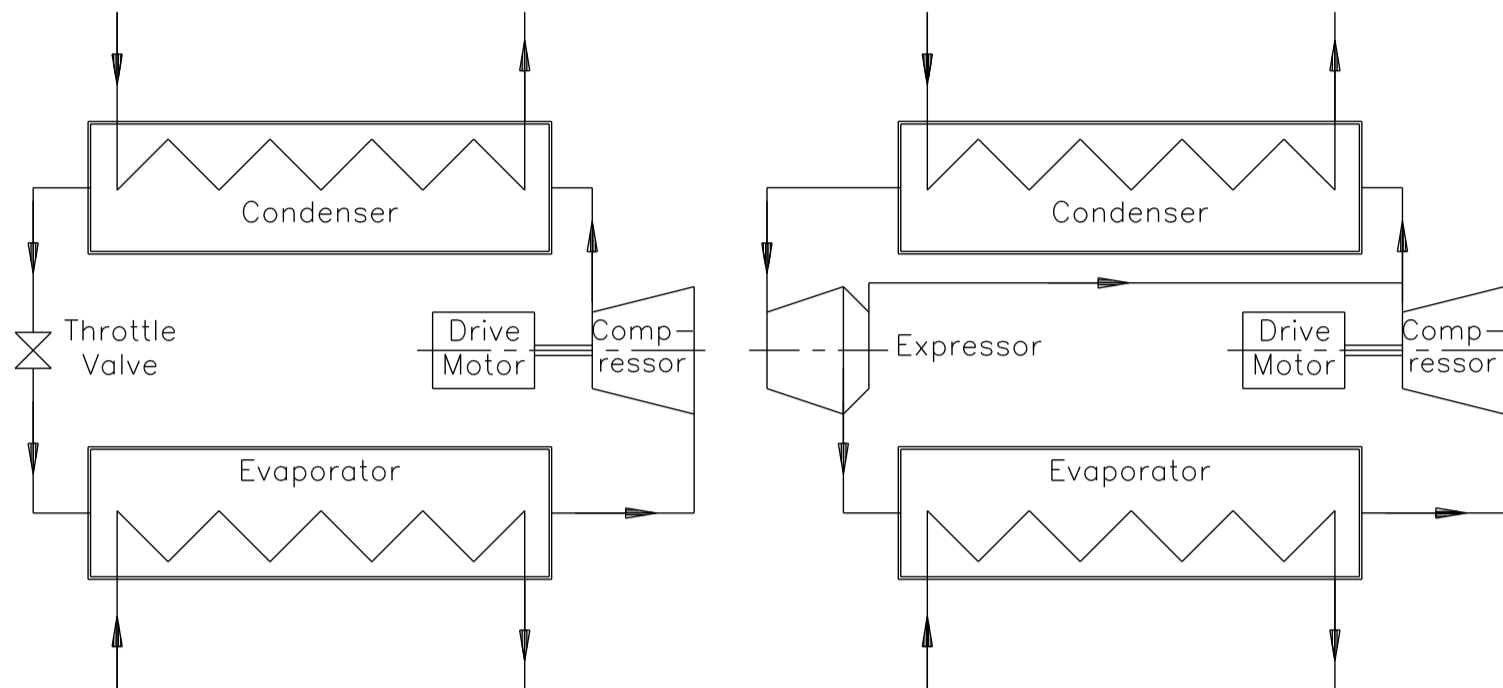 Condenser
Throttle
Valve
Drive
Motor
Comp-
ressor
Evaporator
Condenser
Expressor
Drive
Motor
Comp-
ressor
Evaporator